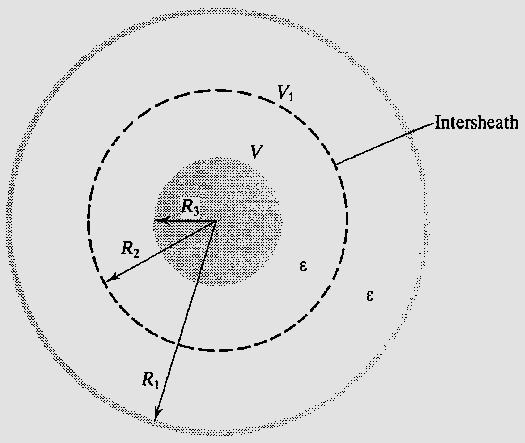 V₁
Intersheath
V
R₃
R₂
ε
ε
R₁